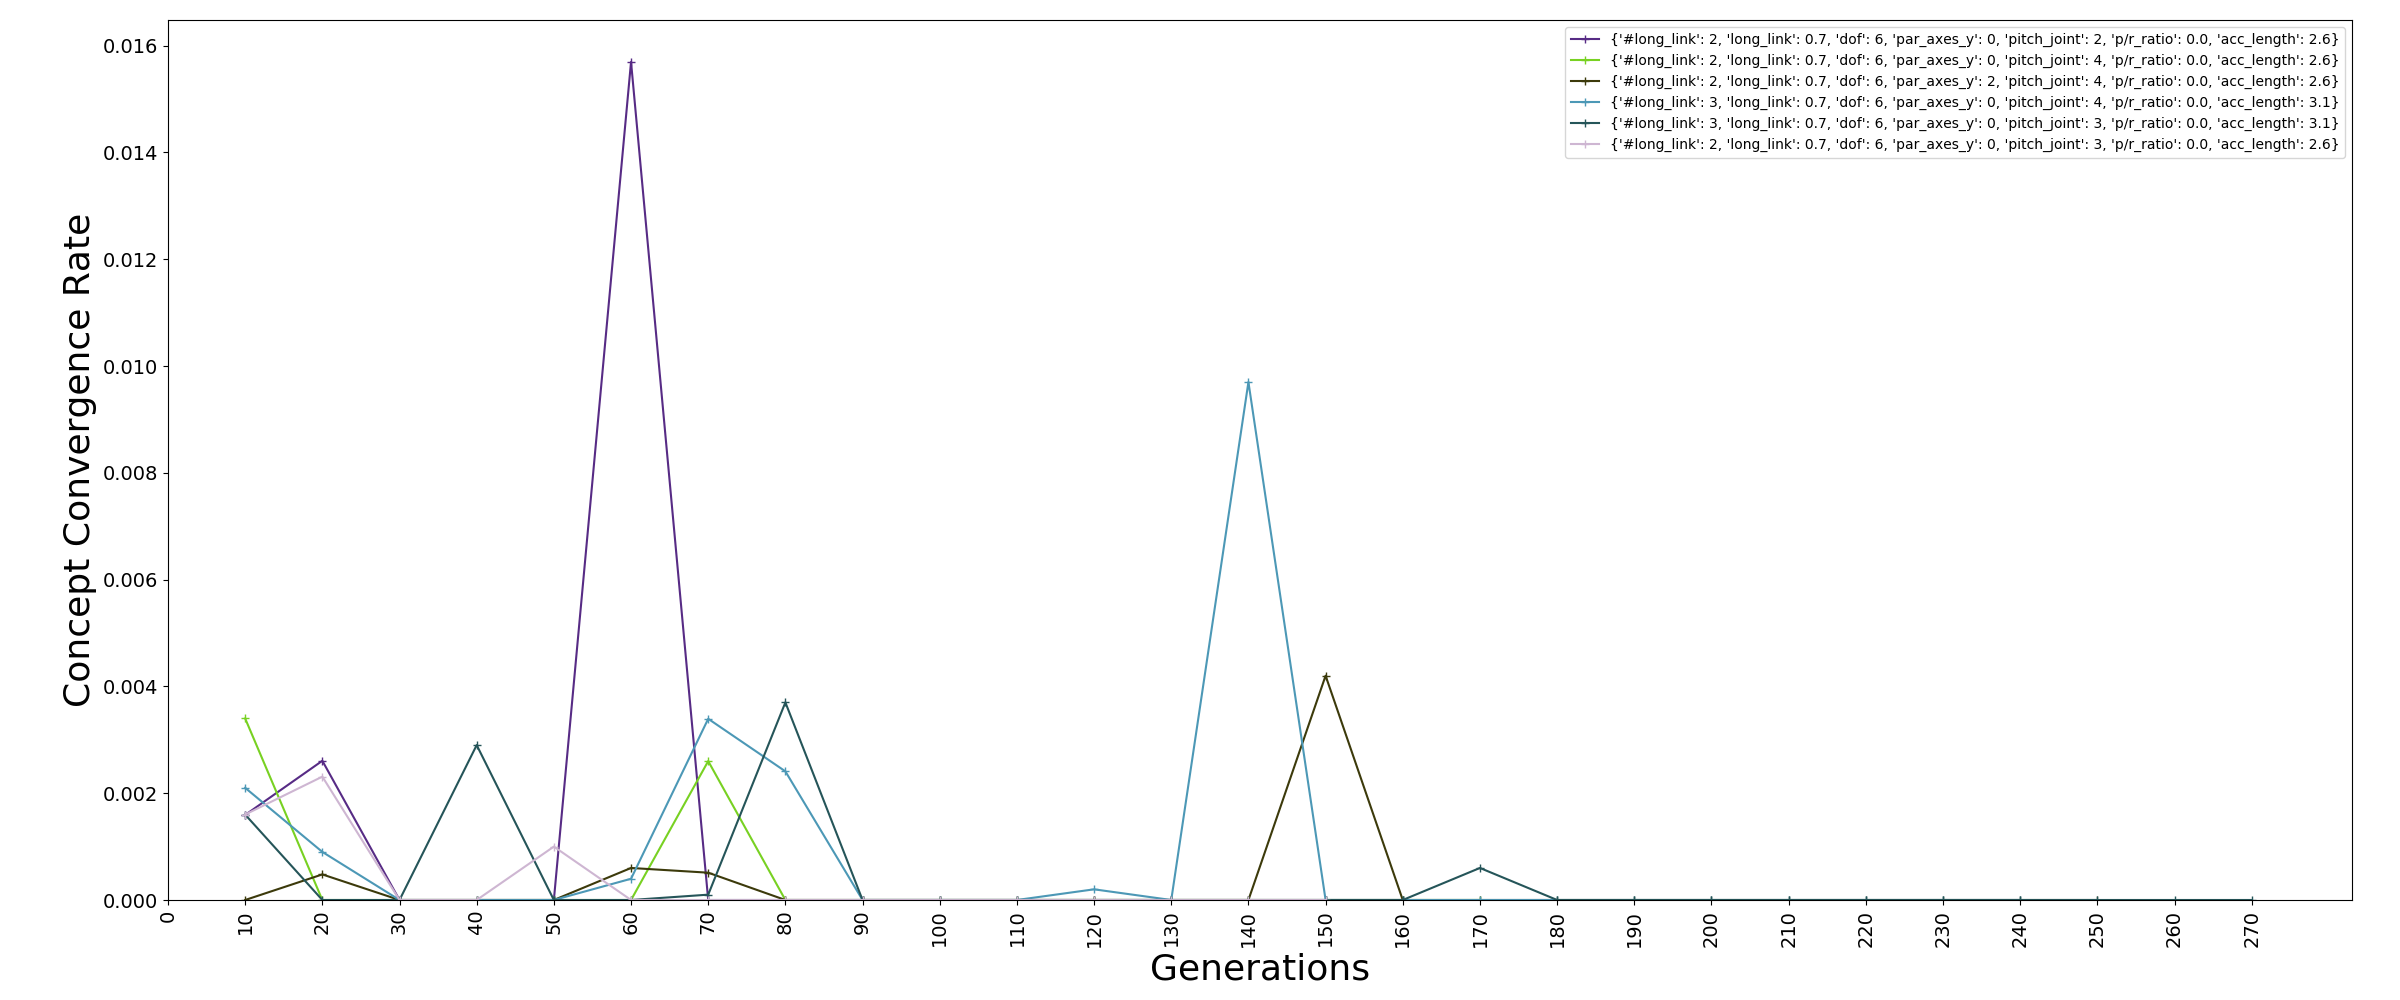 {'#long_link': 2, 'long_link': 0.7, 'dof': 6, 'par_axes_y': 0, 'pitch_joint': 2, 'p/r_ratio': 0.0, 'acc_length': 2.6}
{'#long_link': 2, 'long_link': 0.7, 'dof': 6, 'par_axes_y': 0, 'pitch_joint': 4, 'p/r_ratio': 0.0, 'acc_length': 2.6}
{'#long_link': 2, 'long_link': 0.7, 'dof': 6, 'par_axes_y': 2, 'pitch_joint': 4, 'p/r_ratio': 0.0, 'acc_length': 2.6}
{'#long_link': 3, 'long_link': 0.7, 'dof': 6, 'par_axes_y': 0, 'pitch_joint': 4, 'p/r_ratio': 0.0, 'acc_length': 3.1}
{'#long_link': 3, 'long_link': 0.7, 'dof': 6, 'par_axes_y': 0, 'pitch_joint': 3, 'p/r_ratio': 0.0, 'acc_length': 3.1}
{'#long_link': 2, 'long_link': 0.7, 'dof': 6, 'par_axes_y': 0, 'pitch_joint': 3, 'p/r_ratio': 0.0, 'acc_length': 2.6}
Concept Convergence Rate
0.016
0.014
0.012
0.010
0.008
0.006
0.004
0.002
0.000
0 10 20 30 40 50 60 70 80 90 100 110 120 130 140 150 160 170 180 190 200 210 220 230 240 250 260 270
Generations